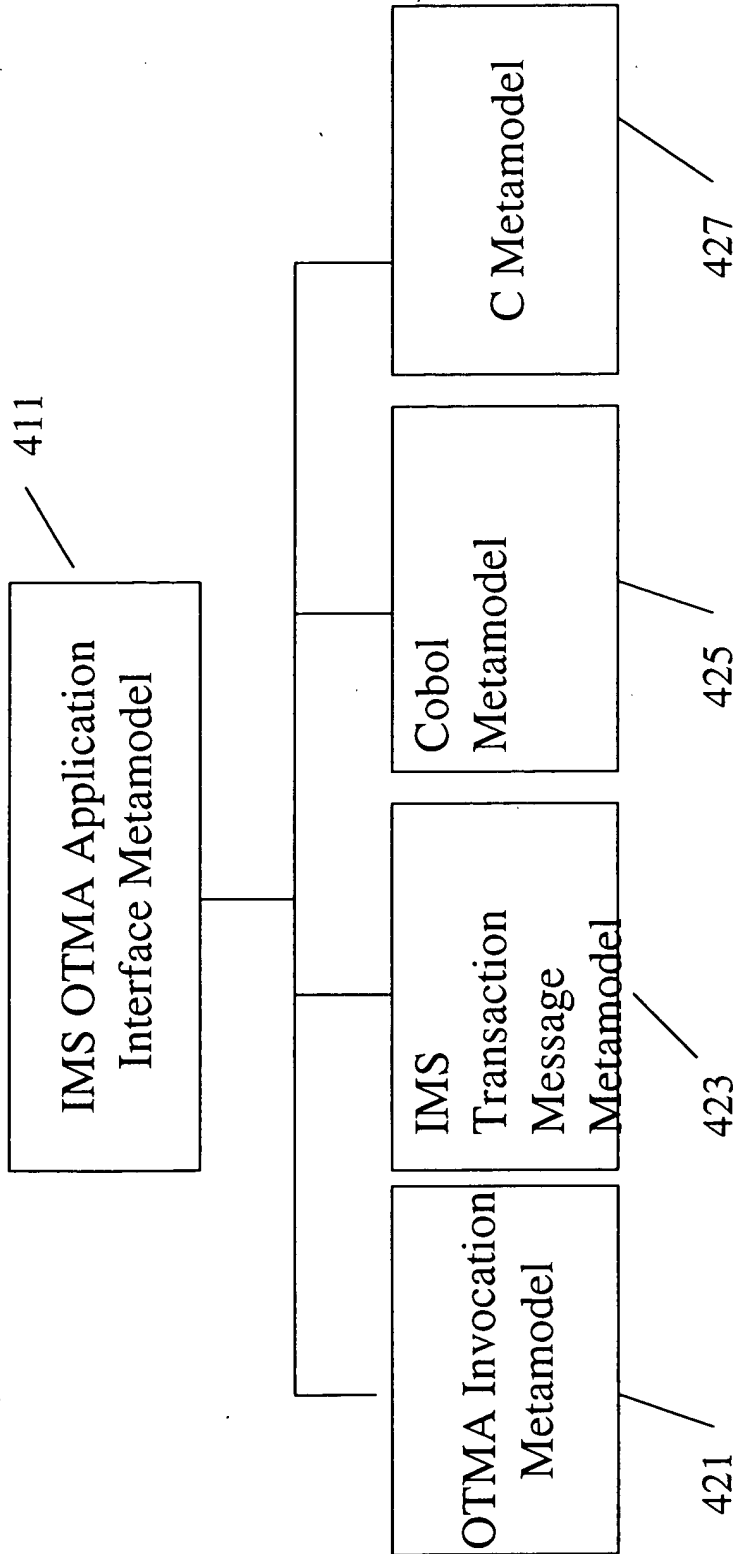 IMS OTMA Application
Interface Metamodel
411
OTMA Invocation
Metamodel
IMS
Transaction
Message
Metamodel
Cobol
Metamodel
C Metamodel
421
423
425
427